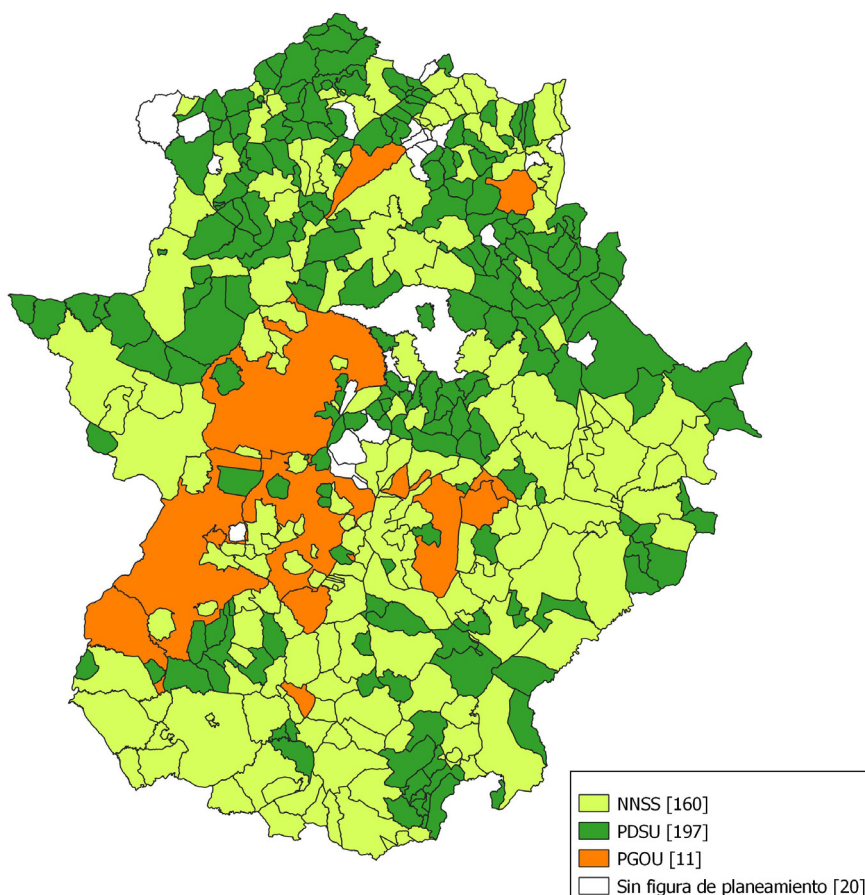 NNSS [160]
PDSU [197]
PGOU [11]
Sin figura de planeamiento [20]